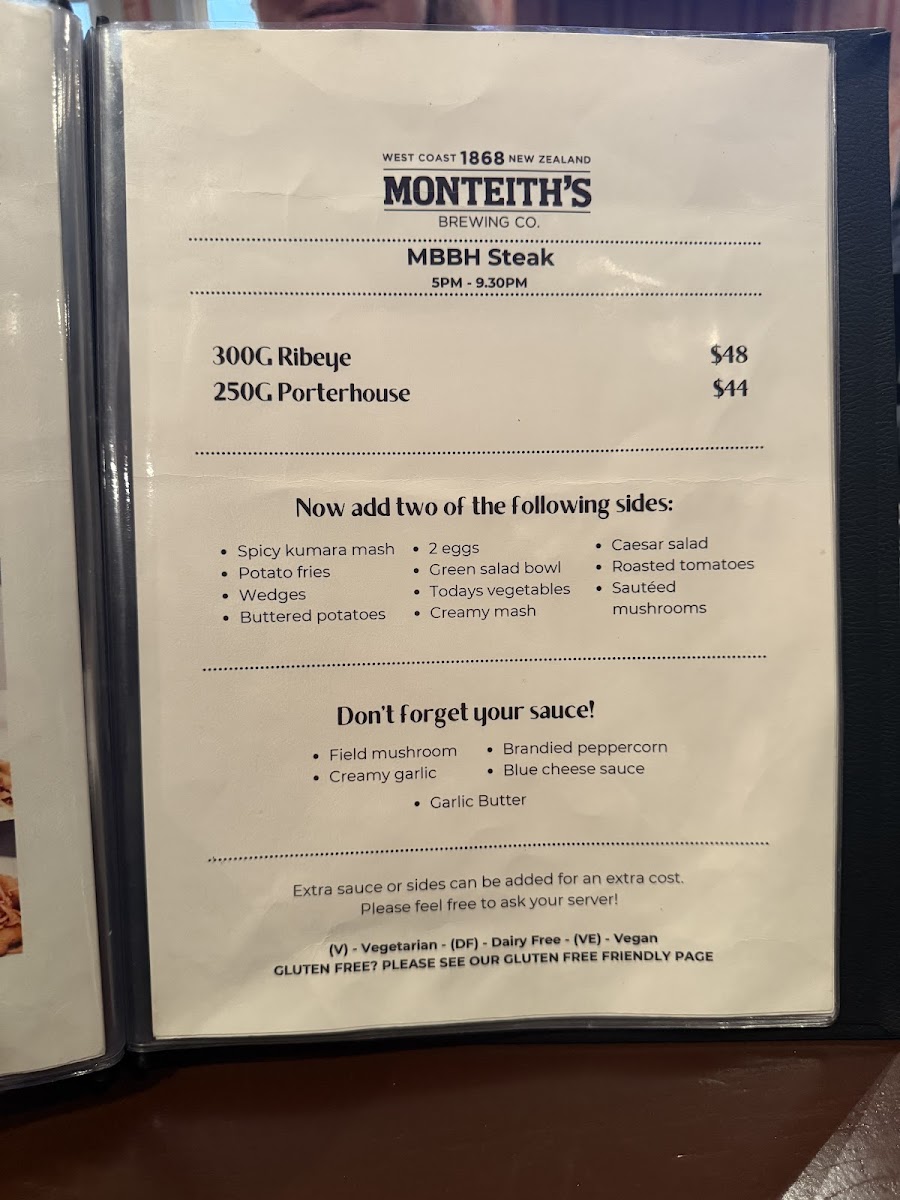 WEST COAST 1868 NEW ZEALAND
MONTEITH'S
BREWING CO.
MBBH Steak
5PM - 9.30PM
300G Ribeye $48
250G Porterhouse $44
Now add two of the following sides:
• Spicy kumara mash
• Potato fries
• Wedges
• Buttered potatoes
• 2 eggs
• Green salad bowl
• Todays vegetables
• Creamy mash
• Caesar salad
• Roasted tomatoes
• Sautéed
mushrooms
Don't forget your sauce!
• Field mushroom
• Creamy garlic
• Brandied peppercorn
• Blue cheese sauce
• Garlic Butter
Extra sauce or sides can be added for an extra cost.
Please feel free to ask your server!
(V) - Vegetarian - (DF) - Dairy Free - (VE) - Vegan
GLUTEN FREE? PLEASE SEE OUR GLUTEN FREE FRIENDLY PAGE